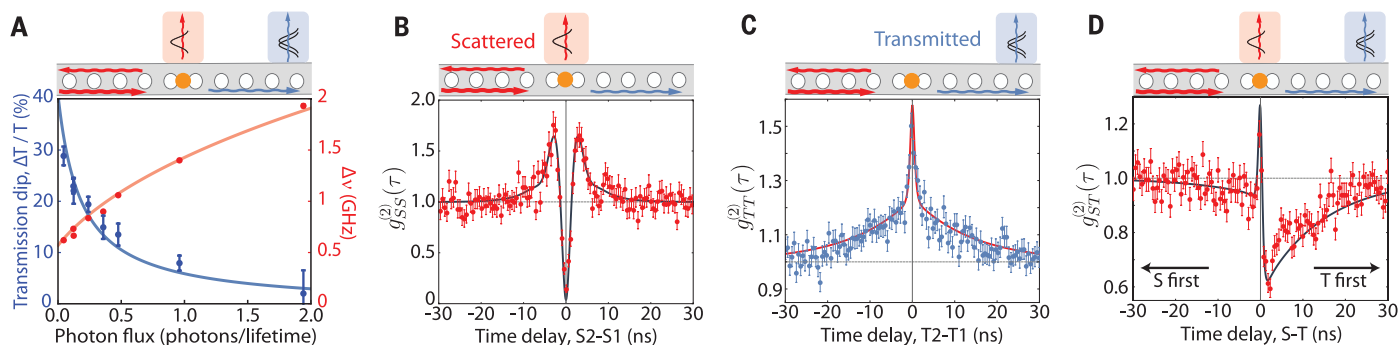 A
Transmission dip, ΔT / T (%)
40
30
20
10
0
2
1.5
1
0.5
0
Δν (GHz)
0.0 0.5 1.0 1.5 2.0
Photon flux (photons/lifetime)
B
Scattered
g_SS^(2)(τ)
2.0
1.5
1.0
0.5
0
-30 -20 -10 0 10 20 30
Time delay, S2-S1 (ns)
C
Transmitted
g_TT^(2)(τ)
1.5
1.3
1.1
0.9
-30 -20 -10 0 10 20 30
Time delay, T2-T1 (ns)
D
g_ST^(2)(τ)
1.2
1.0
0.8
0.6
S first
T first
-30 -20 -10 0 10 20 30
Time delay, S-T (ns)